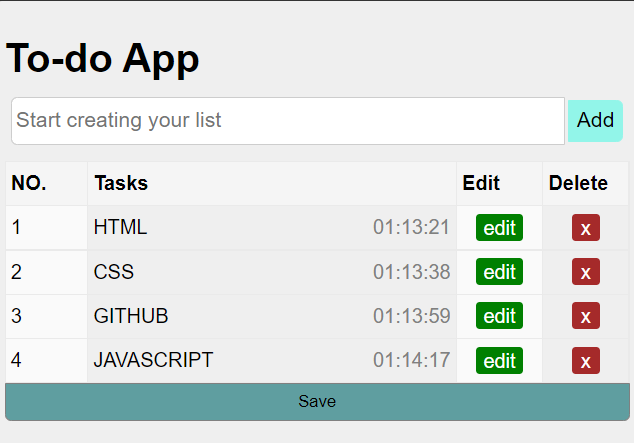 To-do App
Start creating your list Add
NO. Tasks Edit Delete
1 HTML 01:13:21 edit x
2 CSS 01:13:38 edit x
3 GITHUB 01:13:59 edit x
4 JAVASCRIPT 01:14:17 edit x
Save